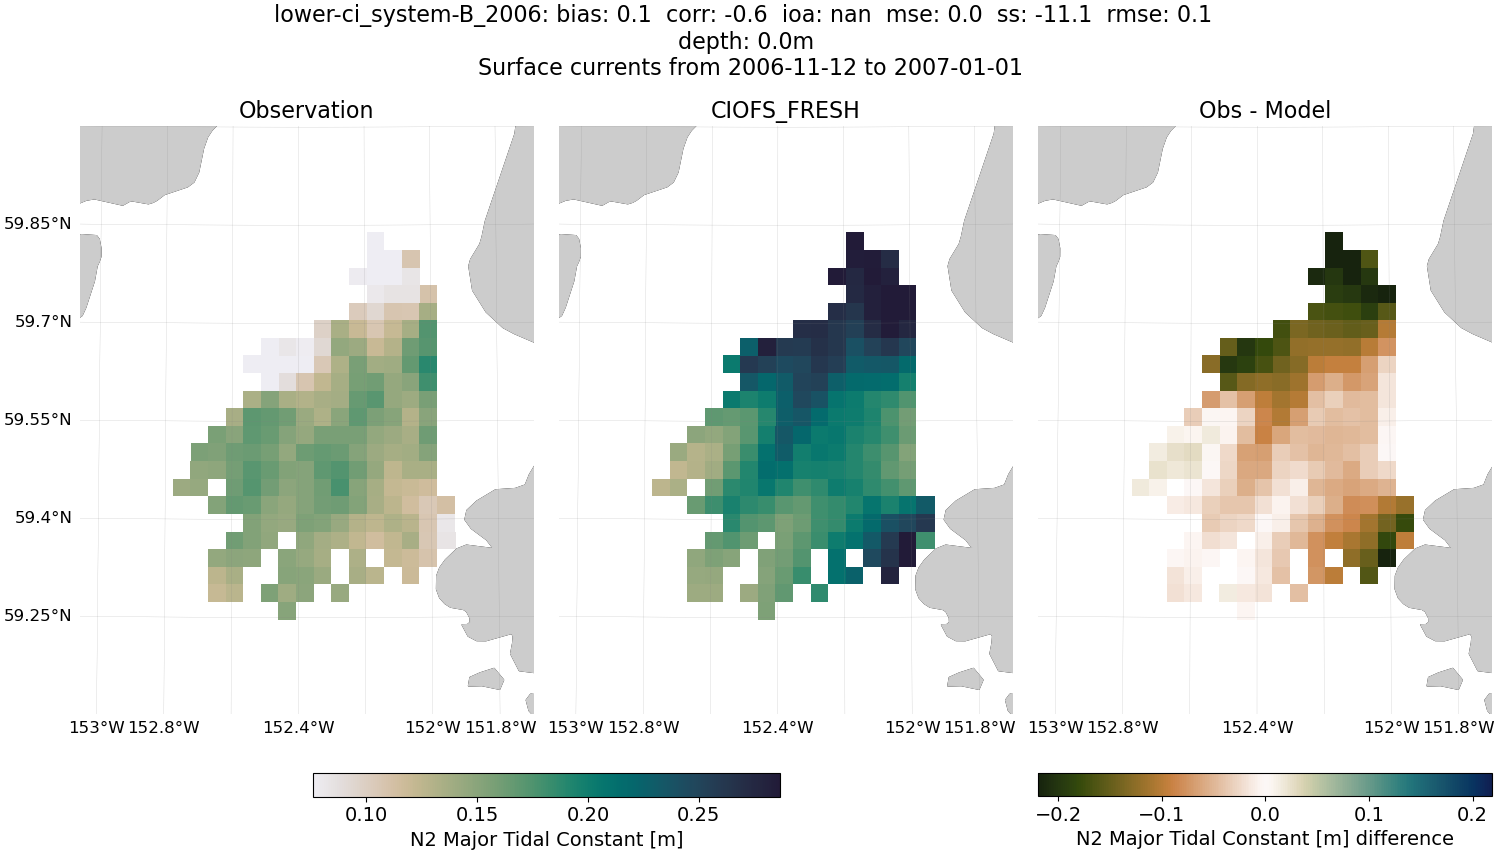 lower-ci_system-B_2006: bias: 0.1  corr: -0.6  ioa: nan  mse: 0.0  ss: -11.1  rmse: 0.1
depth: 0.0m
Surface currents from 2006-11-12 to 2007-01-01
Observation
CIOFS_FRESH
Obs - Model
59.85°N
59.7°N
59.55°N
59.4°N
59.25°N
153°W 152.8°W 152.4°W 152°W 151.8°W
153°W 152.8°W 152.4°W 152°W 151.8°W
153°W 152.8°W 152.4°W 152°W 151.8°W
0.10 0.15 0.20 0.25
N2 Major Tidal Constant [m]
−0.2 −0.1 0.0 0.1 0.2
N2 Major Tidal Constant [m] difference